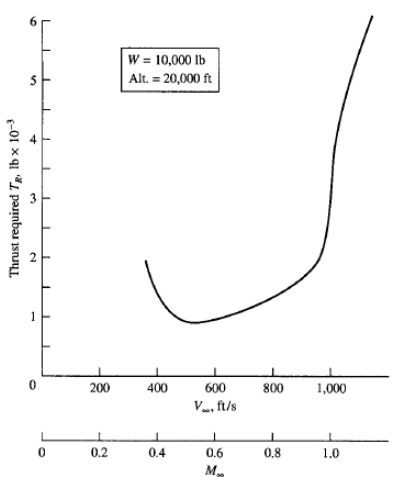 6
W = 10,000 lb
Alt. = 20,000 ft
5
4
Thrust required T_R, lb × 10⁻³
3
2
1
0
200 400 600 800 1,000
V∞, ft/s
0 0.2 0.4 0.6 0.8 1.0
M∞